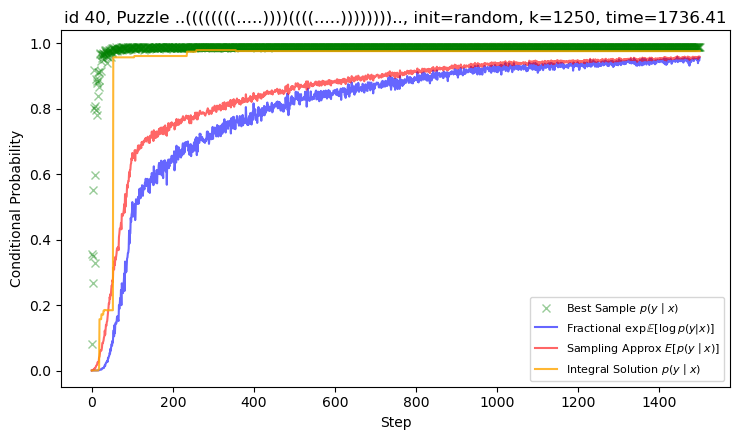 id 40, Puzzle ..((((((((.....))))((((.....)))))))).., init=random, k=1250, time=1736.41
Conditional Probability
1.0
0.8
0.6
0.4
0.2
0.0
Best Sample p(y | x)
Fractional exp𝔼[log p(y|x)]
Sampling Approx E[p(y | x)]
Integral Solution p(y | x)
0 200 400 600 800 1000 1200 1400
Step